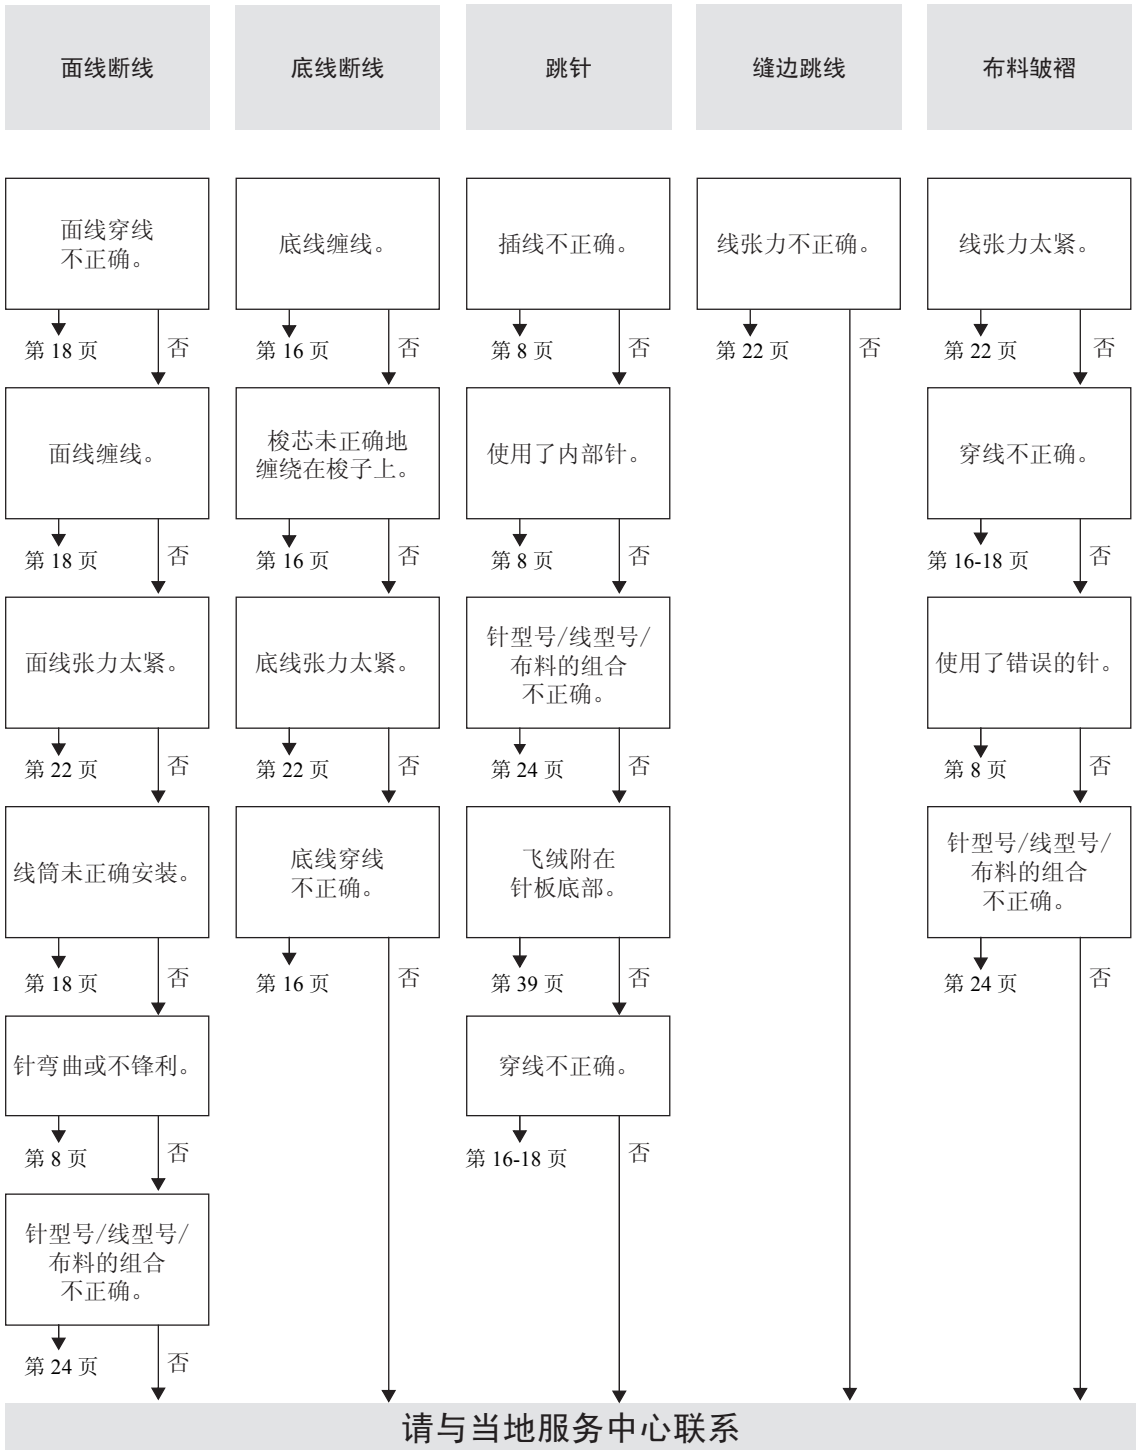 面线断线
底线断线
跳针
缝边跳线
布料皱褶
面线穿线
不正确。
第 18 页
否
面线缠线。
第 18 页
否
面线张力太紧。
第 22 页
否
线筒未正确安装。
第 18 页
否
针弯曲或不锋利。
第 8 页
否
针型号/线型号/
布料的组合
不正确。
第 24 页
否
底线缠线。
第 16 页
否
梭芯未正确地
缠绕在梭子上。
第 16 页
否
底线张力太紧。
第 22 页
否
底线穿线
不正确。
第 16 页
否
插线不正确。
第 8 页
否
使用了内部针。
第 8 页
否
针型号/线型号/
布料的组合
不正确。
第 24 页
否
飞绒附在
针板底部。
第 39 页
否
穿线不正确。
第 16-18 页
否
线张力不正确。
第 22 页
否
线张力太紧。
第 22 页
否
穿线不正确。
第 16-18 页
否
使用了错误的针。
第 8 页
否
针型号/线型号/
布料的组合
不正确。
第 24 页
否
请与当地服务中心联系